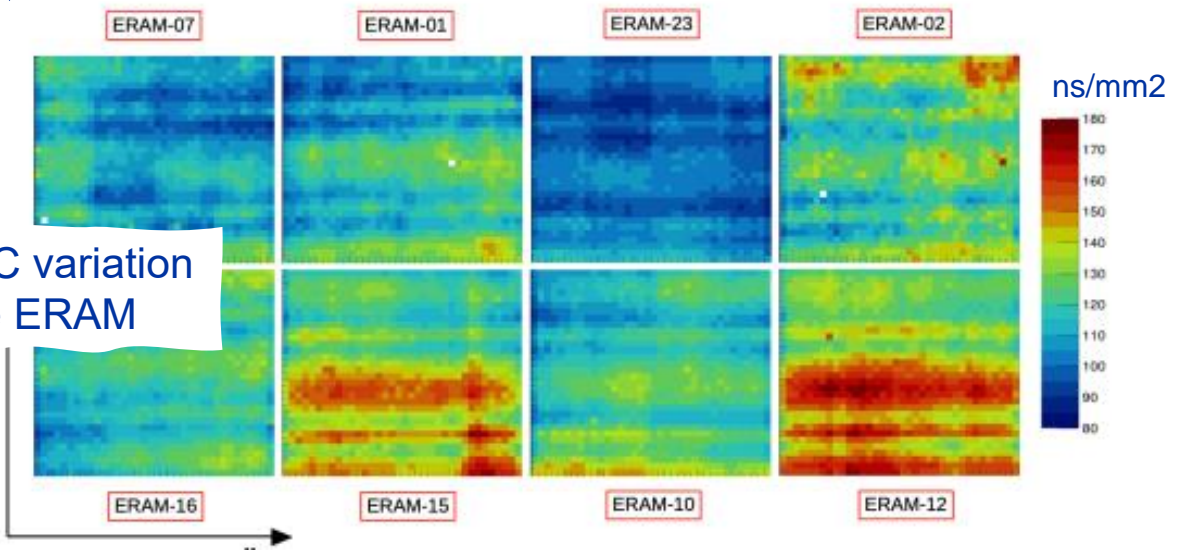 ERAM-07 ERAM-01 ERAM-23 ERAM-02
ns/mm2
180
170
160
150
140
130
120
110
100
90
80
C variation
ERAM
ERAM-16 ERAM-15 ERAM-10 ERAM-12